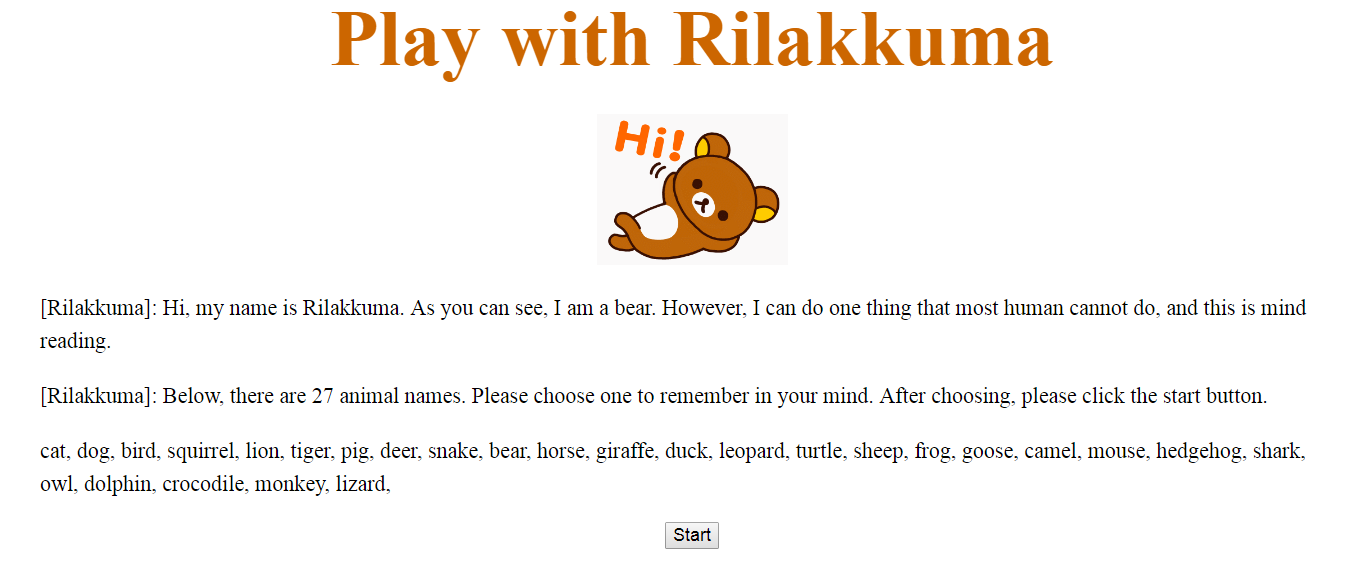 Play with Rilakkuma
Hi!
[Rilakkuma]: Hi, my name is Rilakkuma. As you can see, I am a bear. However, I can do one thing that most human cannot do, and this is mind
reading.
[Rilakkuma]: Below, there are 27 animal names. Please choose one to remember in your mind. After choosing, please click the start button.
cat, dog, bird, squirrel, lion, tiger, pig, deer, snake, bear, horse, giraffe, duck, leopard, turtle, sheep, frog, goose, camel, mouse, hedgehog, shark,
owl, dolphin, crocodile, monkey, lizard,
Start